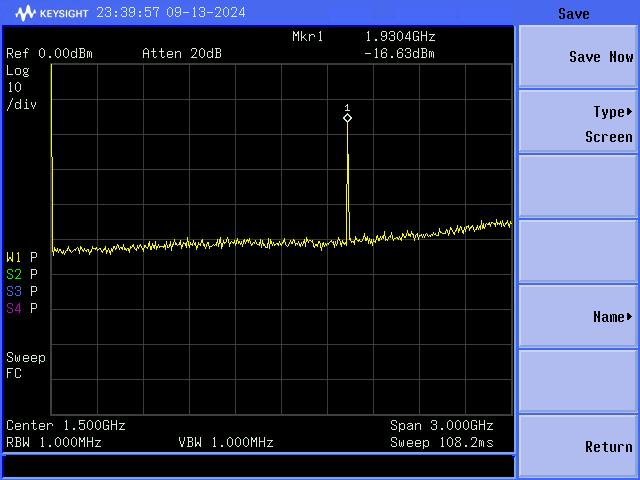 KEYSIGHT 23:39:57 09-13-2024
Save
Mkr1 1.9304GHz
Ref 0.00dBm Atten 20dB -16.63dBm
Log
10
/div
1
W1 P
S2 P
S3 P
S4 P
Sweep
FC
Center 1.500GHz Span 3.000GHz
RBW 1.000MHz VBW 1.000MHz Sweep 108.2ms
Save Now
Type
Screen
Name
Return